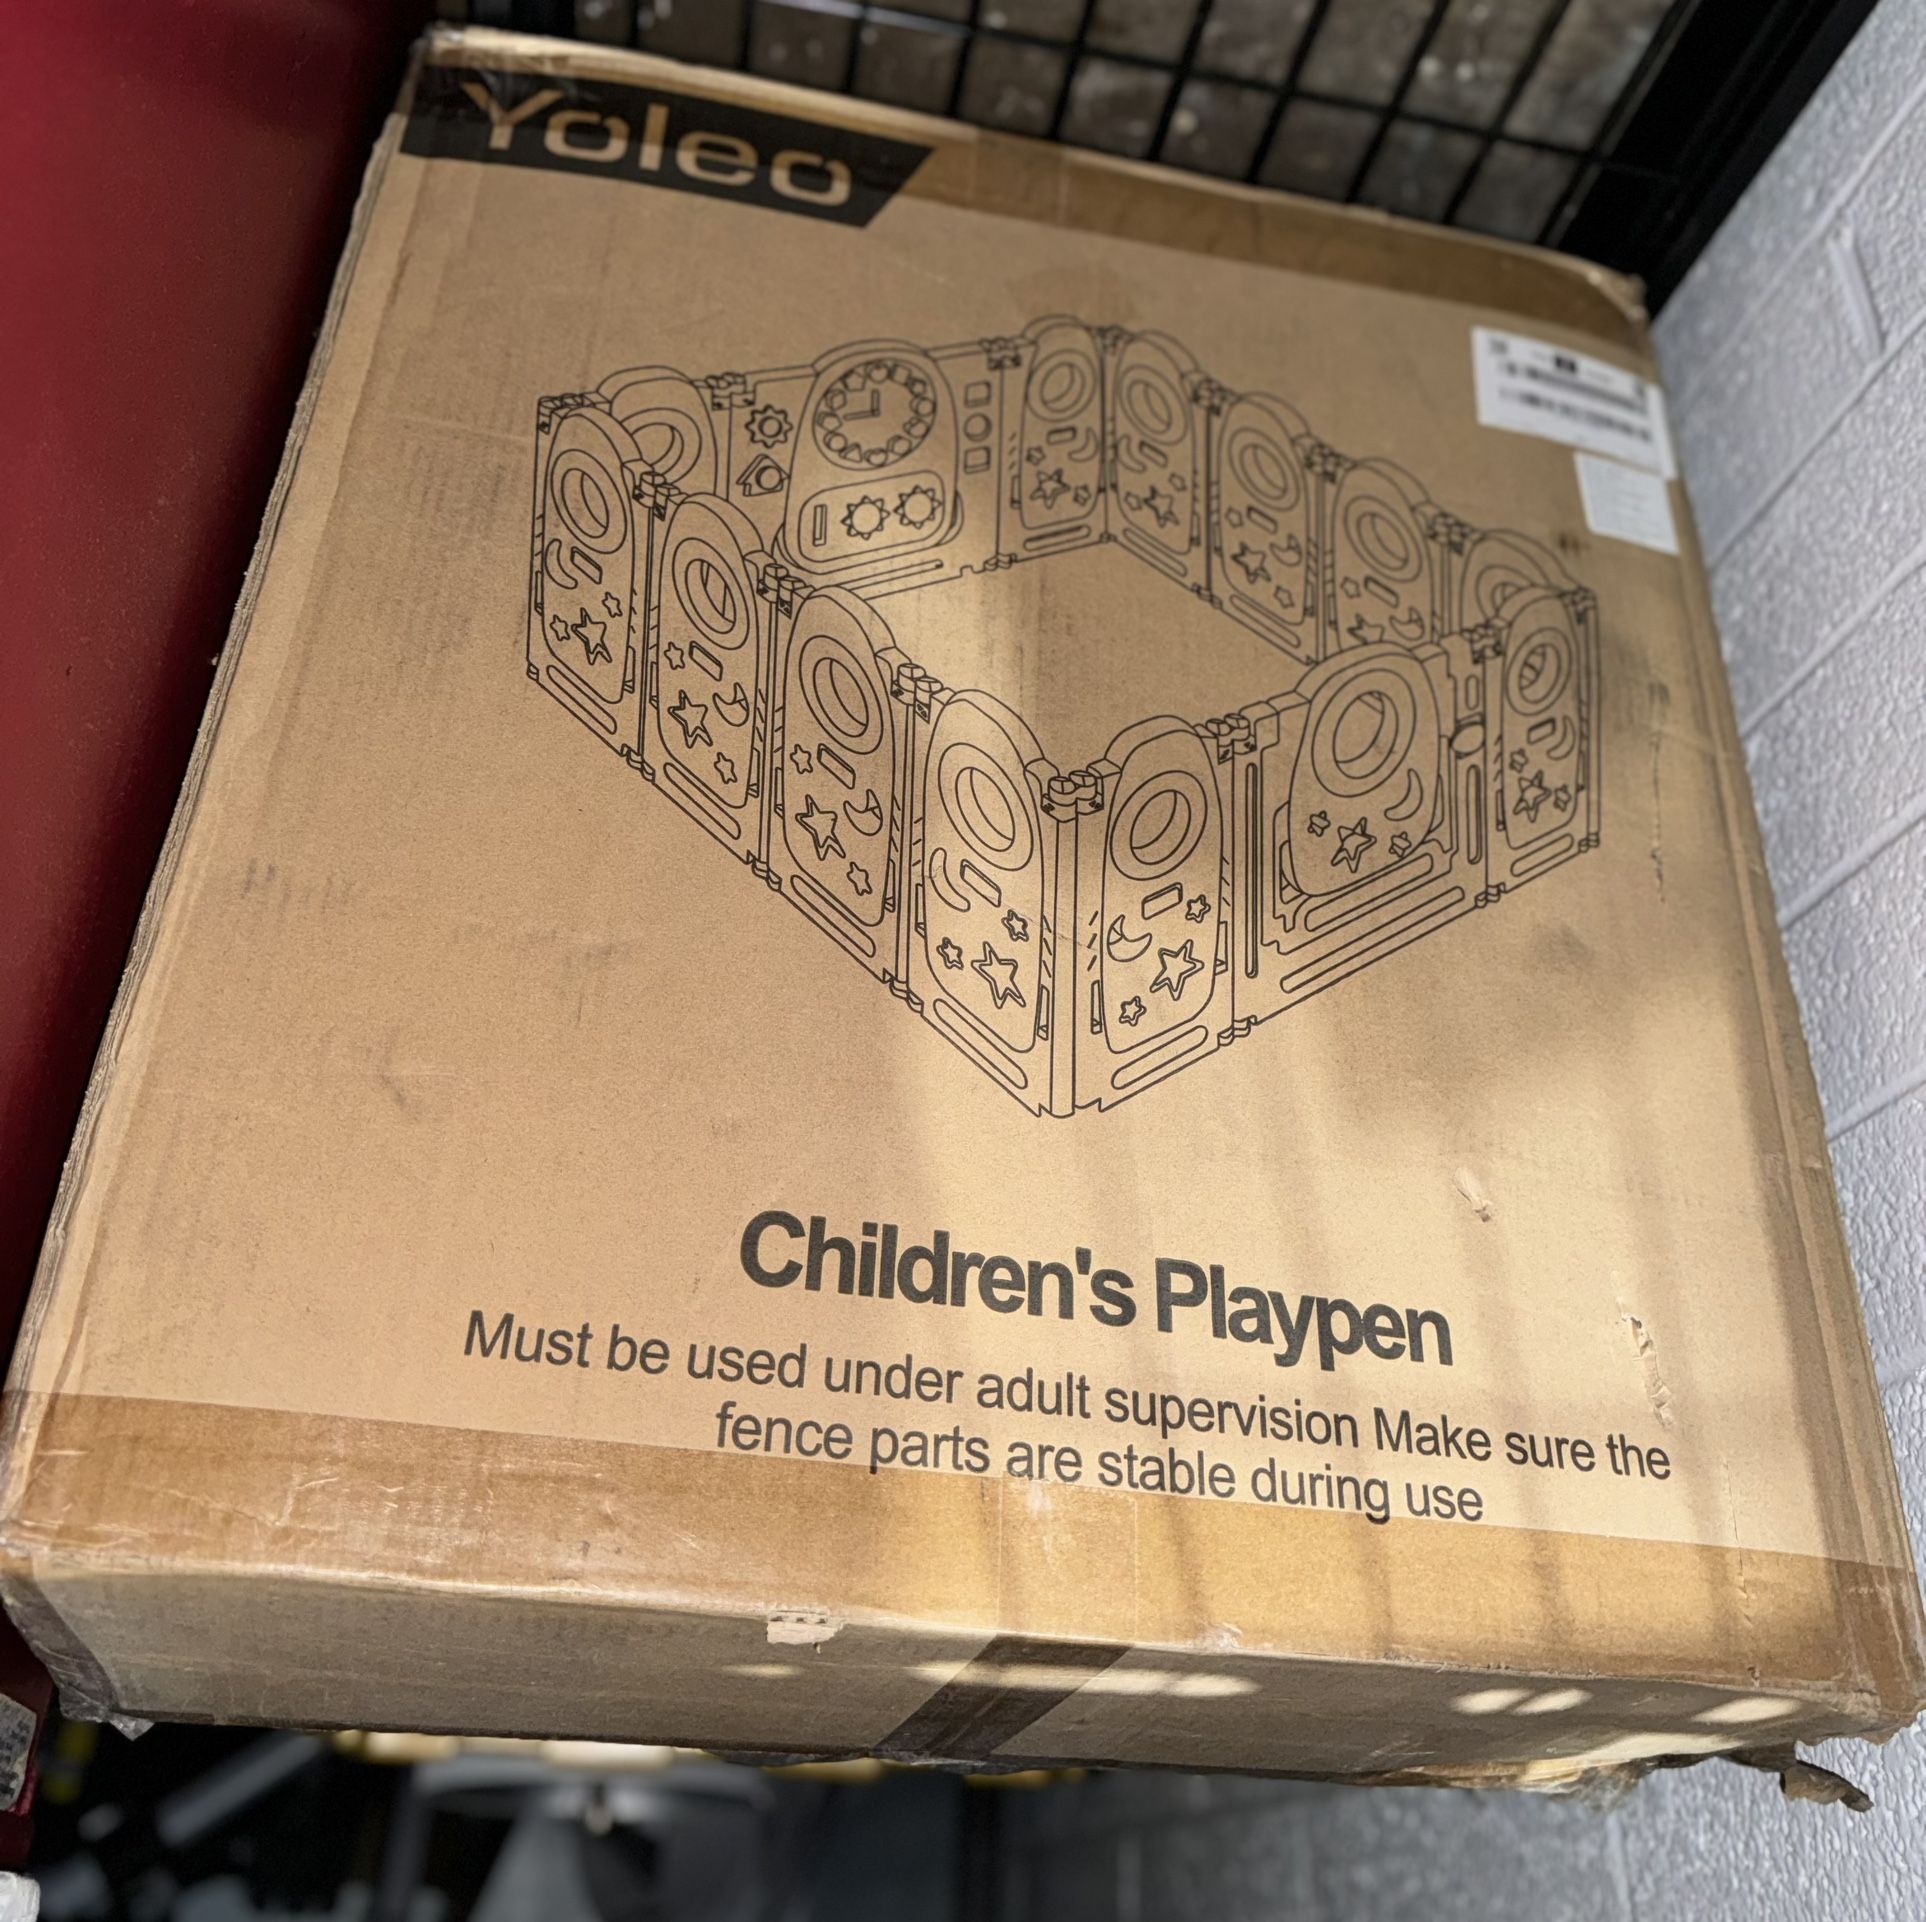 Yoleo
Children's Playpen
Must be used under adult supervision Make sure the
fence parts are stable during use